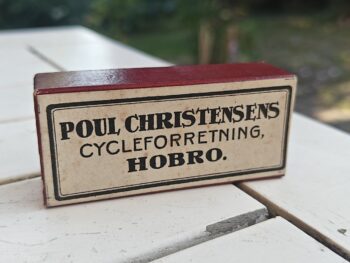 POUL CHRISTENSENS
CYCLEFORRETNING,
HOBRO.